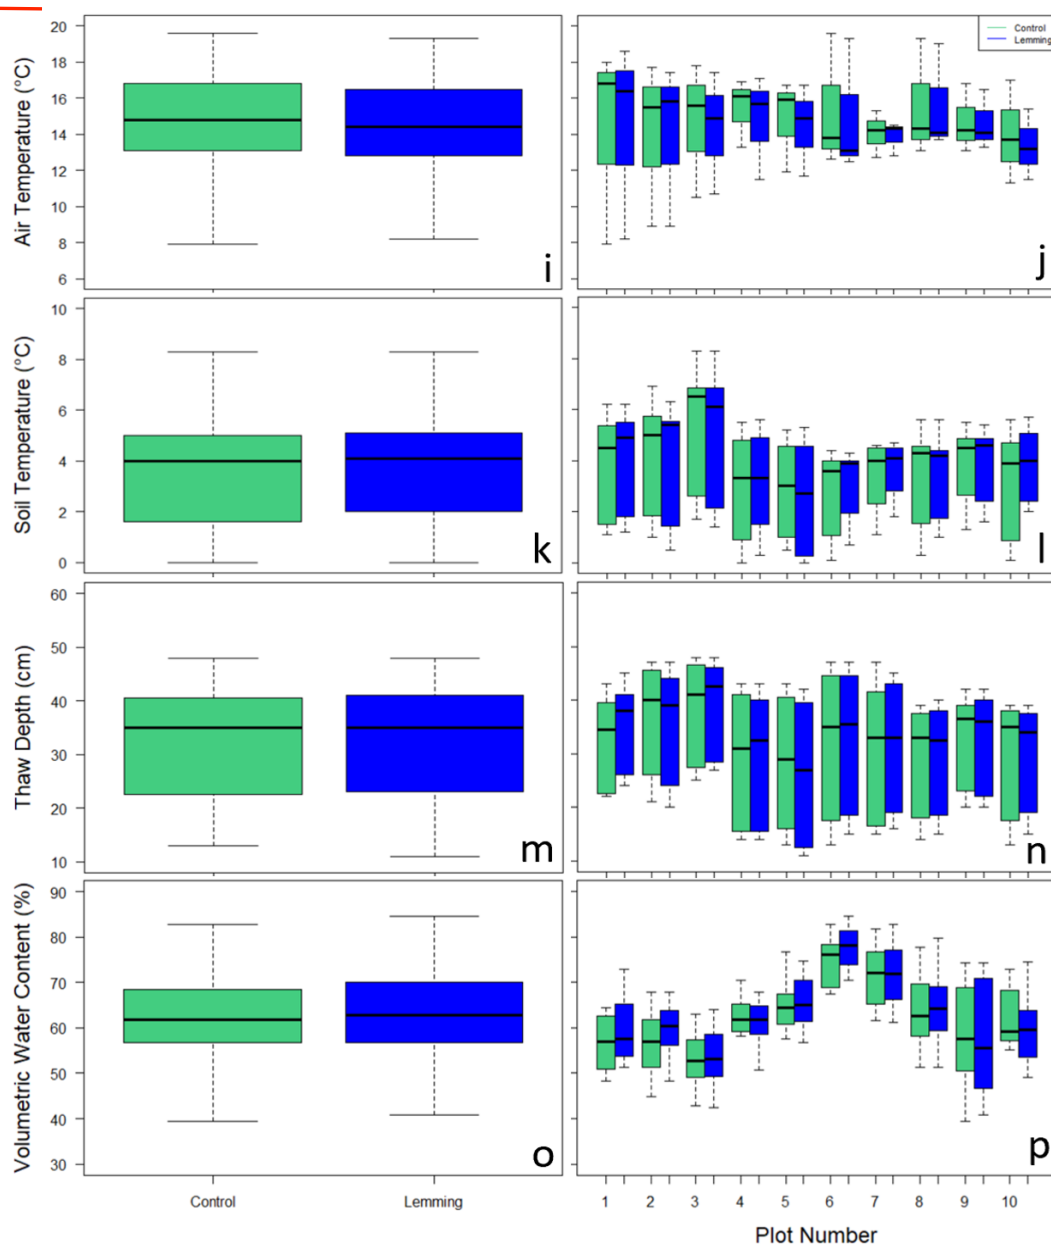 Air Temperature (°C)
20
18
16
14
12
10
8
6
i
Control
Lemming
j
Soil Temperature (°C)
10
8
6
4
2
0
k
l
Thaw Depth (cm)
60
50
40
30
20
10
m
n
Volumetric Water Content (%)
90
80
70
60
50
40
30
o
p
Control
Lemming
1 2 3 4 5 6 7 8 9 10
Plot Number